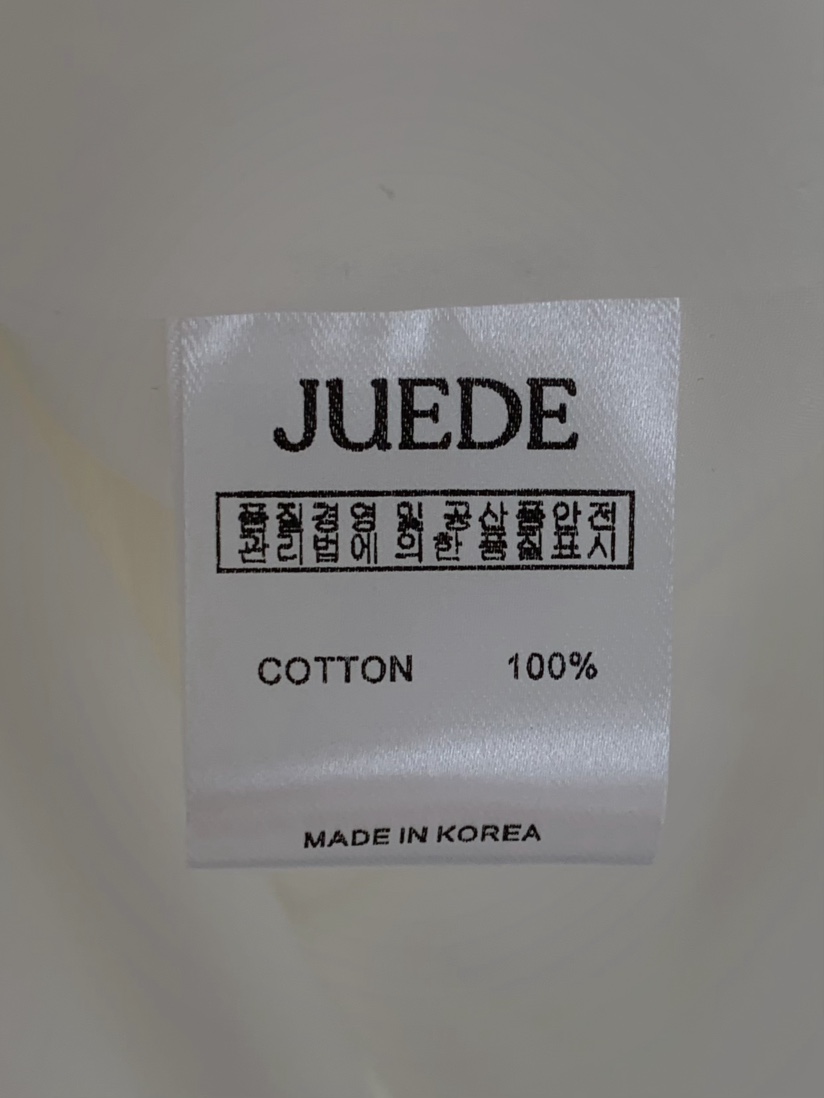 JUEDE
품질경영 및 공산품안전
관리법에 의한 품질표시
COTTON 100%
MADE IN KOREA